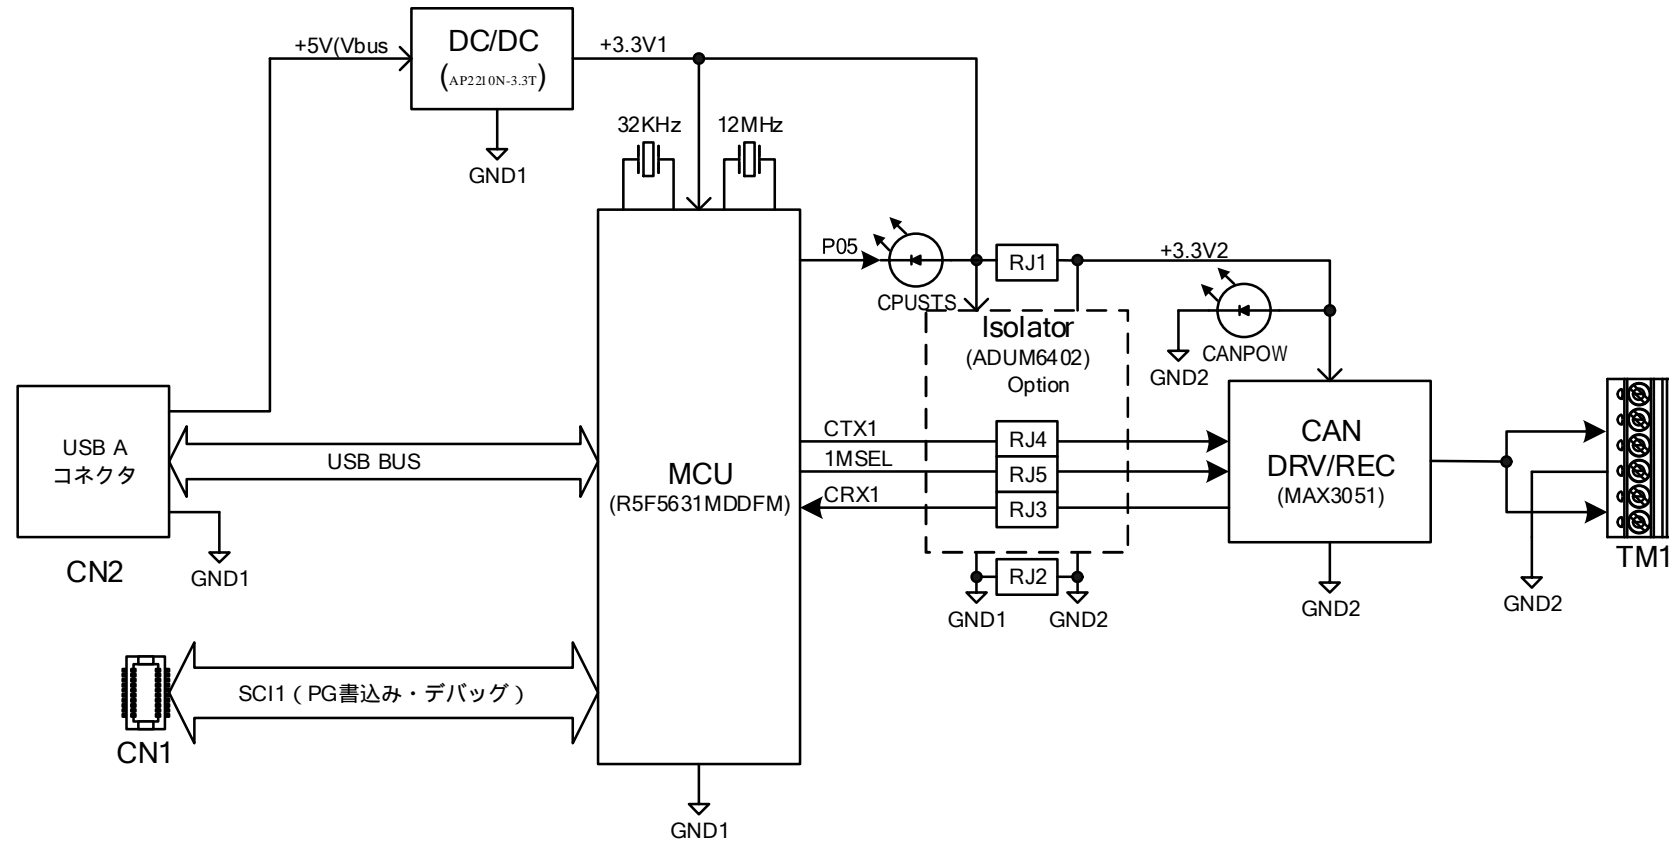 +5V(Vbus
DC/DC
(AP2210N-3.3T)
+3.3V1
GND1
32KHz
12MHz
P05
CPUSTS
RJ1
+3.3V2
Isolator
(ADUM6402)
Option
GND2
CANPOW
USB A
コネクタ
CN2
GND1
USB BUS
MCU
(R5F5631MDDFM)
CTX1
1MSEL
CRX1
RJ4
RJ5
RJ3
RJ2
GND1
GND2
CAN
DRV/REC
(MAX3051)
GND2
TM1
GND2
SCI1（PG書込み・デバッグ）
CN1
GND1